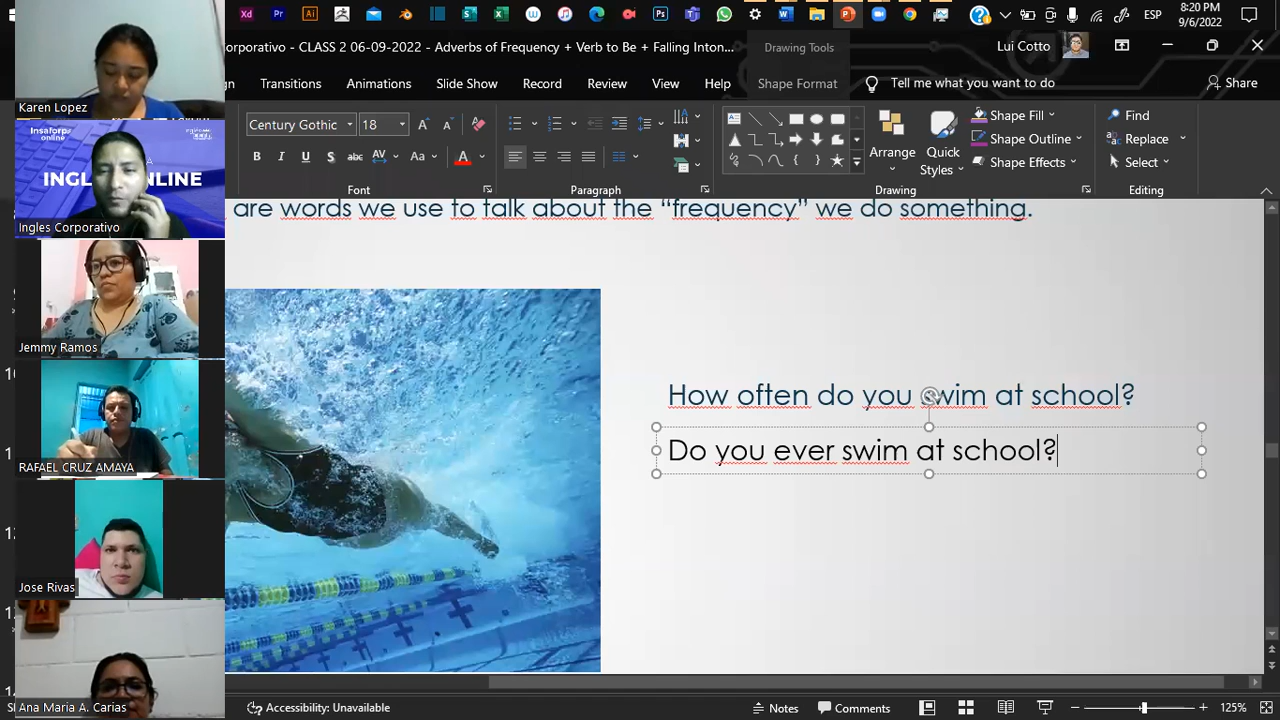 8:20 PM
ESP
9/6/2022
orporativo - CLASS 2 06-09-2022 - Adverbs of Frequency + Verb to Be + Falling Inton...
Drawing Tools
Lui Cotto
gn
Transitions
Animations
Slide Show
Record
Review
View
Help
Shape Format
Tell me what you want to do
Share
Century Gothic
18
Shape Fill
Shape Outline
Shape Effects
Arrange
Quick
Styles
Find
Replace
Select
Font
Paragraph
Drawing
Editing
Karen Lopez
Insaforp
online
INGL NLINE
Ingles Corporativo
Jemmy Ramos
RAFAEL CRUZ AMAYA
Jose Rivas
Ana Maria A. Carias
are words we use to talk about the “frequency” we do something.
How often do you swim at school?
Do you ever swim at school?
Accessibility: Unavailable
Notes
Comments
125%